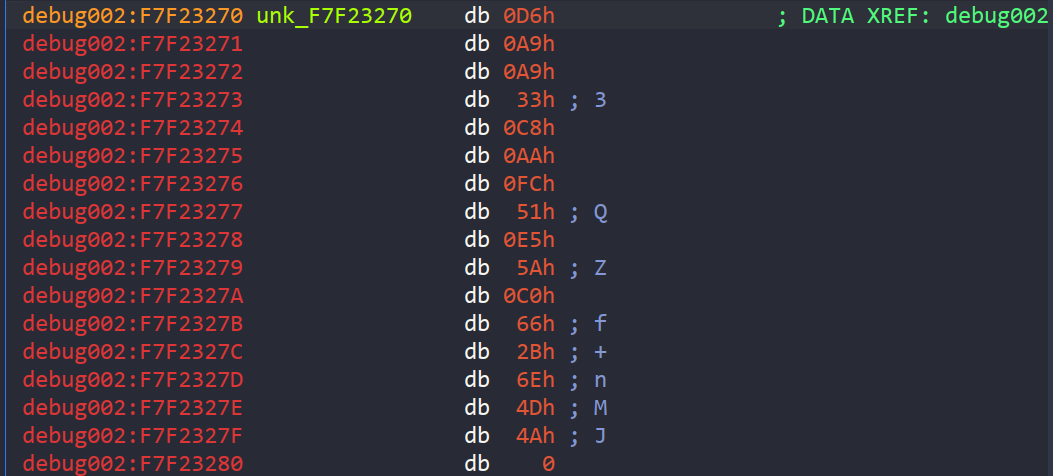 debug002:F7F23270 unk_F7F23270 db 0D6h ; DATA XREF: debug002
debug002:F7F23271 db 0A9h
debug002:F7F23272 db 0A9h
debug002:F7F23273 db 33h ; 3
debug002:F7F23274 db 0C8h
debug002:F7F23275 db 0AAh
debug002:F7F23276 db 0FCh
debug002:F7F23277 db 51h ; Q
debug002:F7F23278 db 0E5h
debug002:F7F23279 db 5Ah ; Z
debug002:F7F2327A db 0C0h
debug002:F7F2327B db 66h ; f
debug002:F7F2327C db 2Bh ; +
debug002:F7F2327D db 6Eh ; n
debug002:F7F2327E db 4Dh ; M
debug002:F7F2327F db 4Ah ; J
debug002:F7F23280 db 0